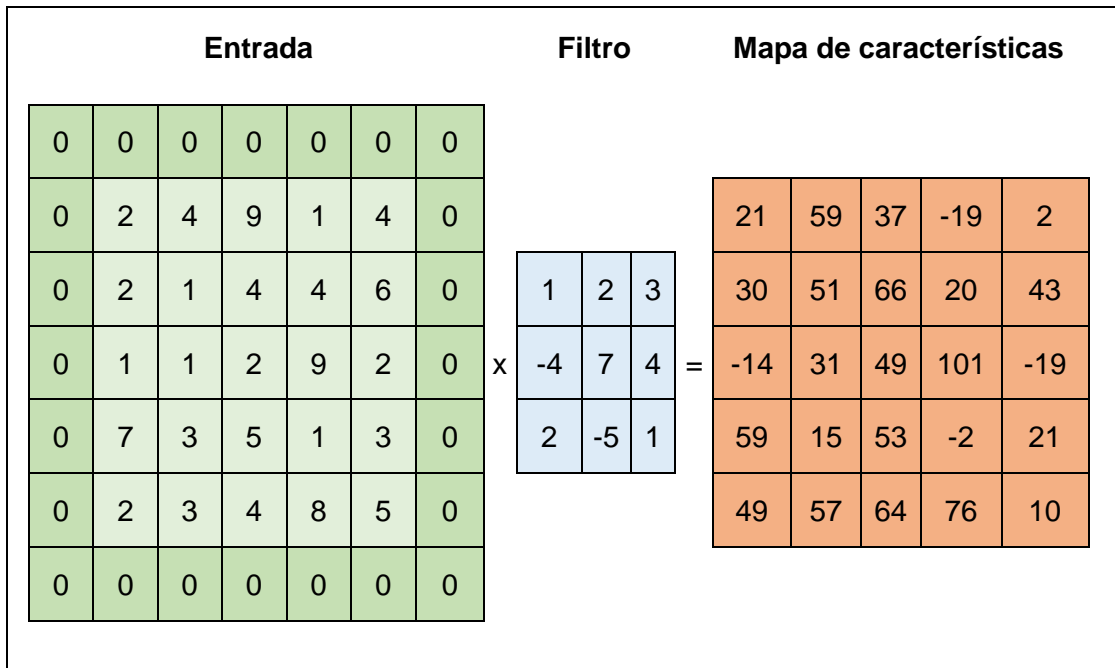 Entrada
Filtro
Mapa de características
0 0 0 0 0 0 0
0 2 4 9 1 4 0
0 2 1 4 4 6 0
0 1 1 2 9 2 0
0 7 3 5 1 3 0
0 2 3 4 8 5 0
0 0 0 0 0 0 0
x
1 2 3
-4 7 4
2 -5 1
=
21 59 37 -19 2
30 51 66 20 43
-14 31 49 101 -19
59 15 53 -2 21
49 57 64 76 10